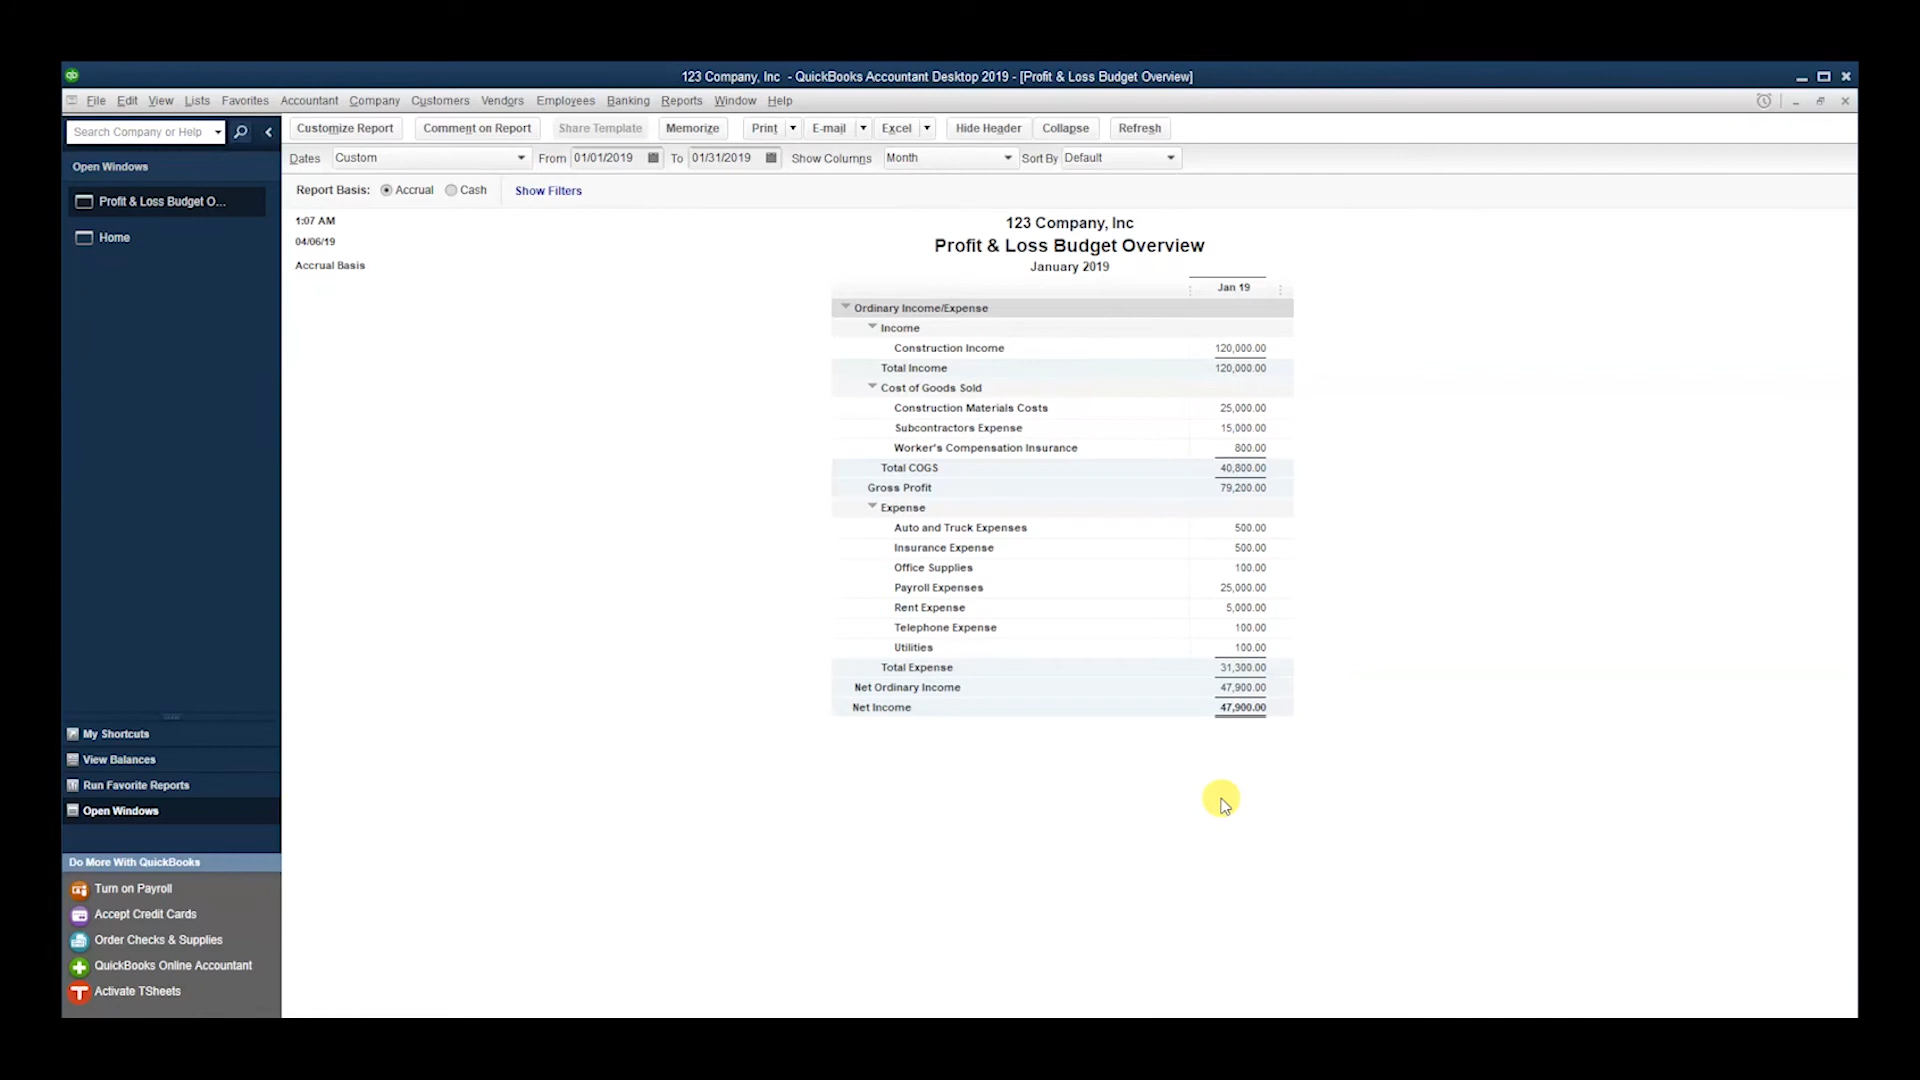 qb
123 Company, Inc - QuickBooks Accountant Desktop 2019 - [Profit & Loss Budget Overview]
File Edit View Lists Favorites Accountant Company Customers Vendors Employees Banking Reports Window Help
Search Company or Help
Customize Report Comment on Report Share Template Memorize Print E-mail Excel Hide Header Collapse Refresh
Dates Custom From 01/01/2019 To 01/31/2019 Show Columns Month Sort By Default
Open Windows
Report Basis: Accrual Cash Show Filters
Profit & Loss Budget O...
Home
1:07 AM
04/06/19
Accrual Basis
123 Company, Inc
Profit & Loss Budget Overview
January 2019
Jan 19
Ordinary Income/Expense
Income
Construction Income 120,000.00
Total Income 120,000.00
Cost of Goods Sold
Construction Materials Costs 25,000.00
Subcontractors Expense 15,000.00
Worker's Compensation Insurance 800.00
Total COGS 40,800.00
Gross Profit 79,200.00
Expense
Auto and Truck Expenses 500.00
Insurance Expense 500.00
Office Supplies 100.00
Payroll Expenses 25,000.00
Rent Expense 5,000.00
Telephone Expense 100.00
Utilities 100.00
Total Expense 31,300.00
Net Ordinary Income 47,900.00
Net Income 47,900.00
My Shortcuts
View Balances
Run Favorite Reports
Open Windows
Do More With QuickBooks
Turn on Payroll
Accept Credit Cards
Order Checks & Supplies
QuickBooks Online Accountant
Activate TSheets